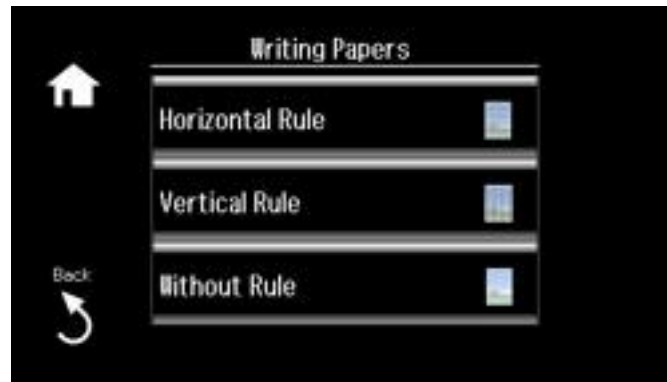 Writing Papers
Horizontal Rule
Vertical Rule
Back
Without Rule